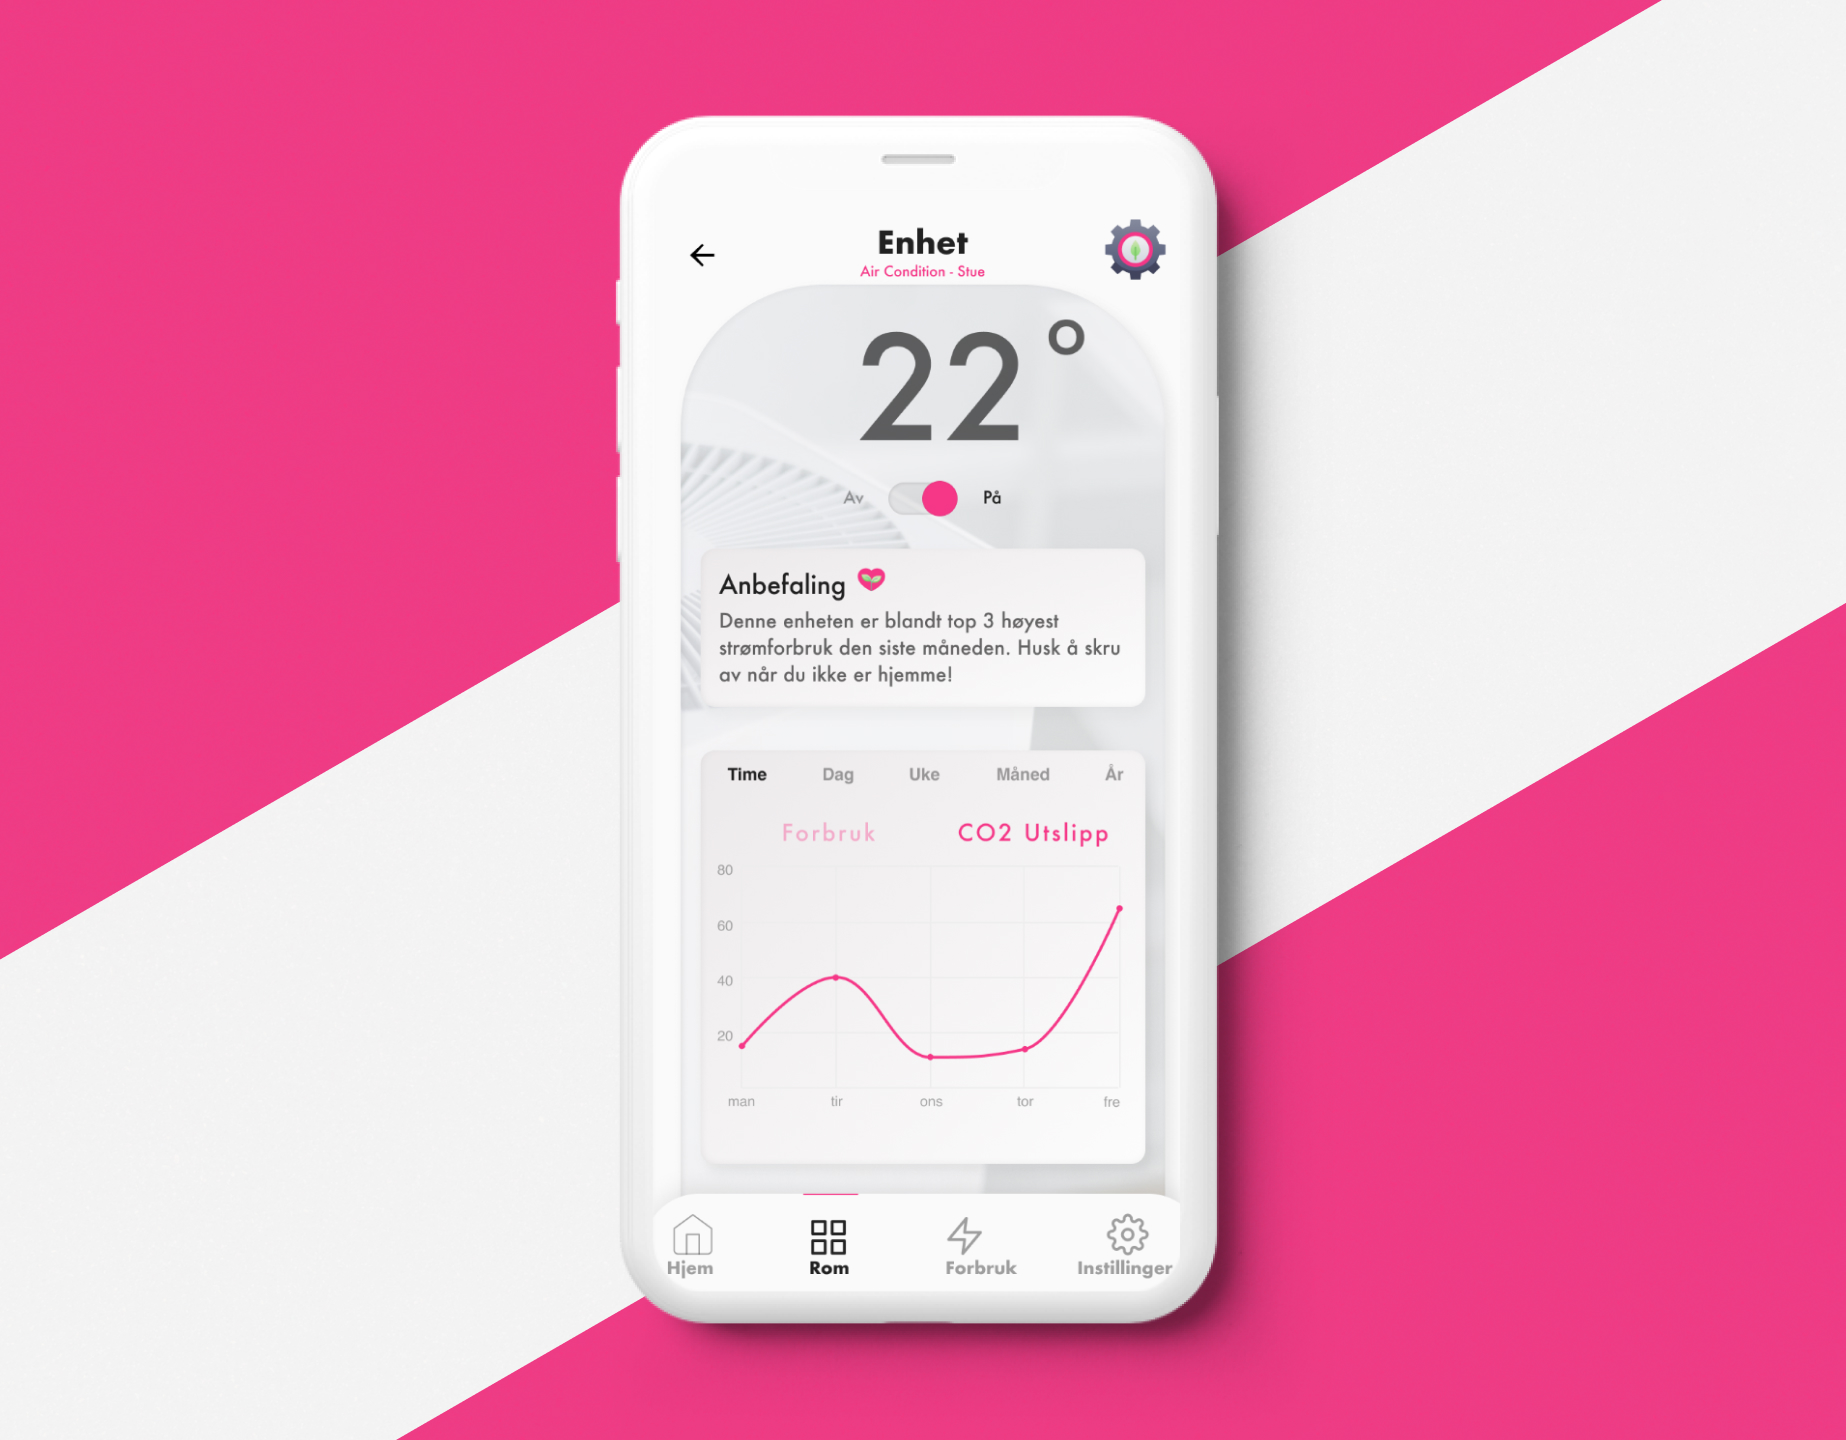 Enhet
Air Condition - Stue
22°
Av På
Anbefaling
Denne enheten er blandt top 3 høyest
strømforbruk den siste måneden. Husk å skru
av når du ikke er hjemme!
Time Dag Uke Måned År
Forbruk CO2 Utslipp
80
60
40
20
man tir ons tor fre
Hjem Rom Forbruk Instillinger